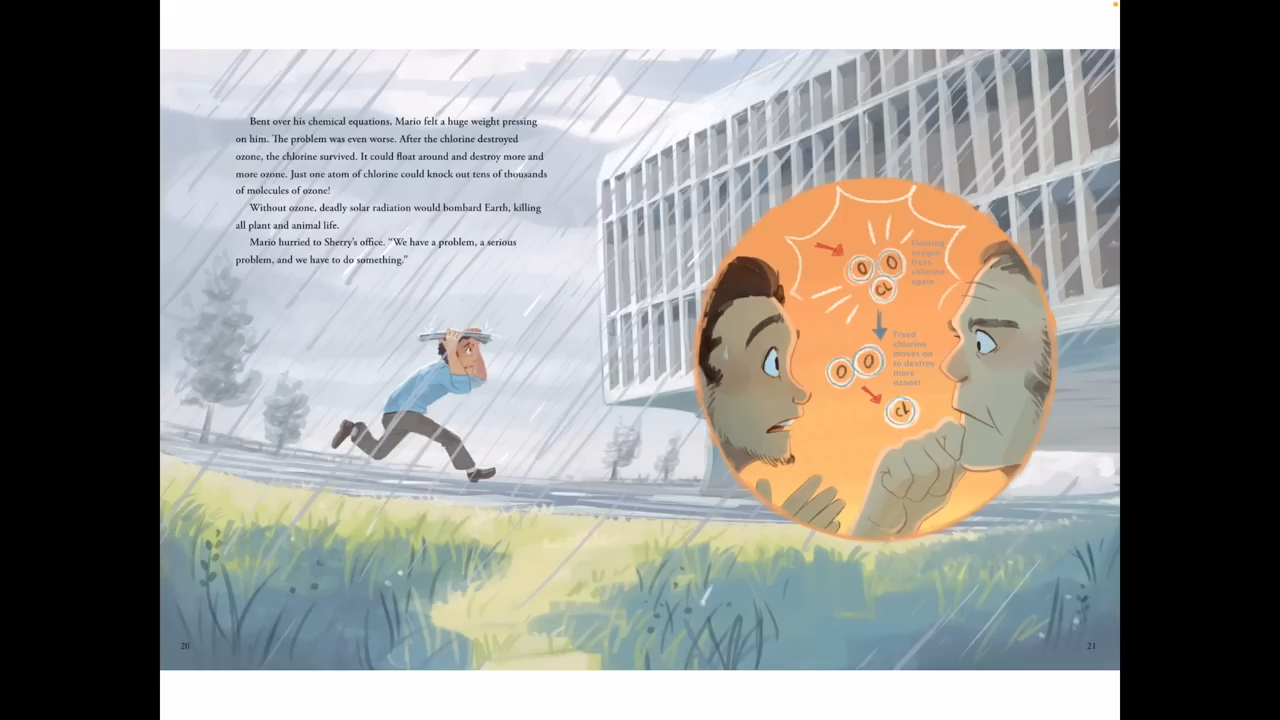 Bent over his chemical equations, Mario felt a huge weight pressing
on him. The problem was even worse. After the chlorine destroyed
ozone, the chlorine survived. It could float around and destroy more and
more ozone. Just one atom of chlorine could knock out tens of thousands
of molecules of ozone!
Without ozone, deadly solar radiation would bombard Earth, killing
all plant and animal life.
Mario hurried to Sherry's office. “We have a problem, a serious
problem, and we have to do something.”
Floating
oxygen
frees
chlorine
again.
O O
CL
Freed
chlorine
moves on
to destroy
more
ozone!
O O
CL
20
21